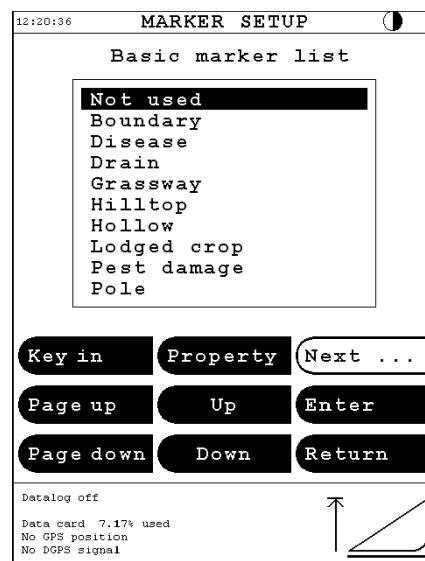 12:20:36 MARKER SETUP
Basic marker list
Not used
Boundary
Disease
Drain
Grassway
Hilltop
Hollow
Lodged crop
Pest damage
Pole
Key in Property Next ...
Page up Up Enter
Page down Down Return
Datalog off
Data card 7.17% used
No GPS position
No DGPS signal